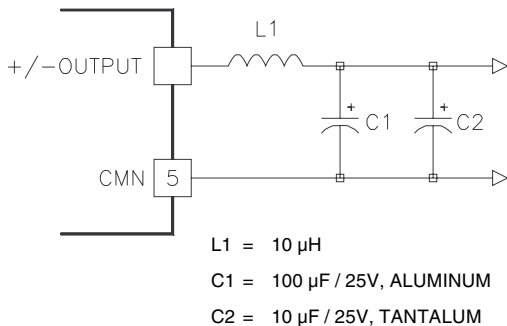 L1
+/-OUTPUT
+ C1 + C2
CMN 5
L1 = 10 µH
C1 = 100 µF / 25V, ALUMINUM
C2 = 10 µF / 25V, TANTALUM